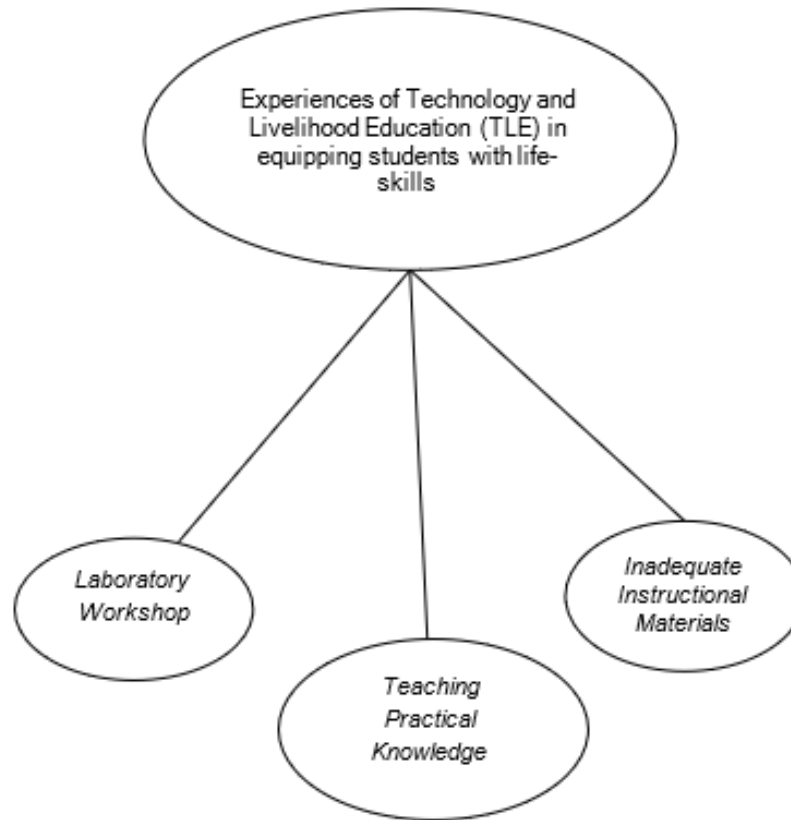 Experiences of Technology and
Livelihood Education (TLE) in
equipping students with life-
skills
Laboratory
Workshop
Inadequate
Instructional
Materials
Teaching
Practical
Knowledge